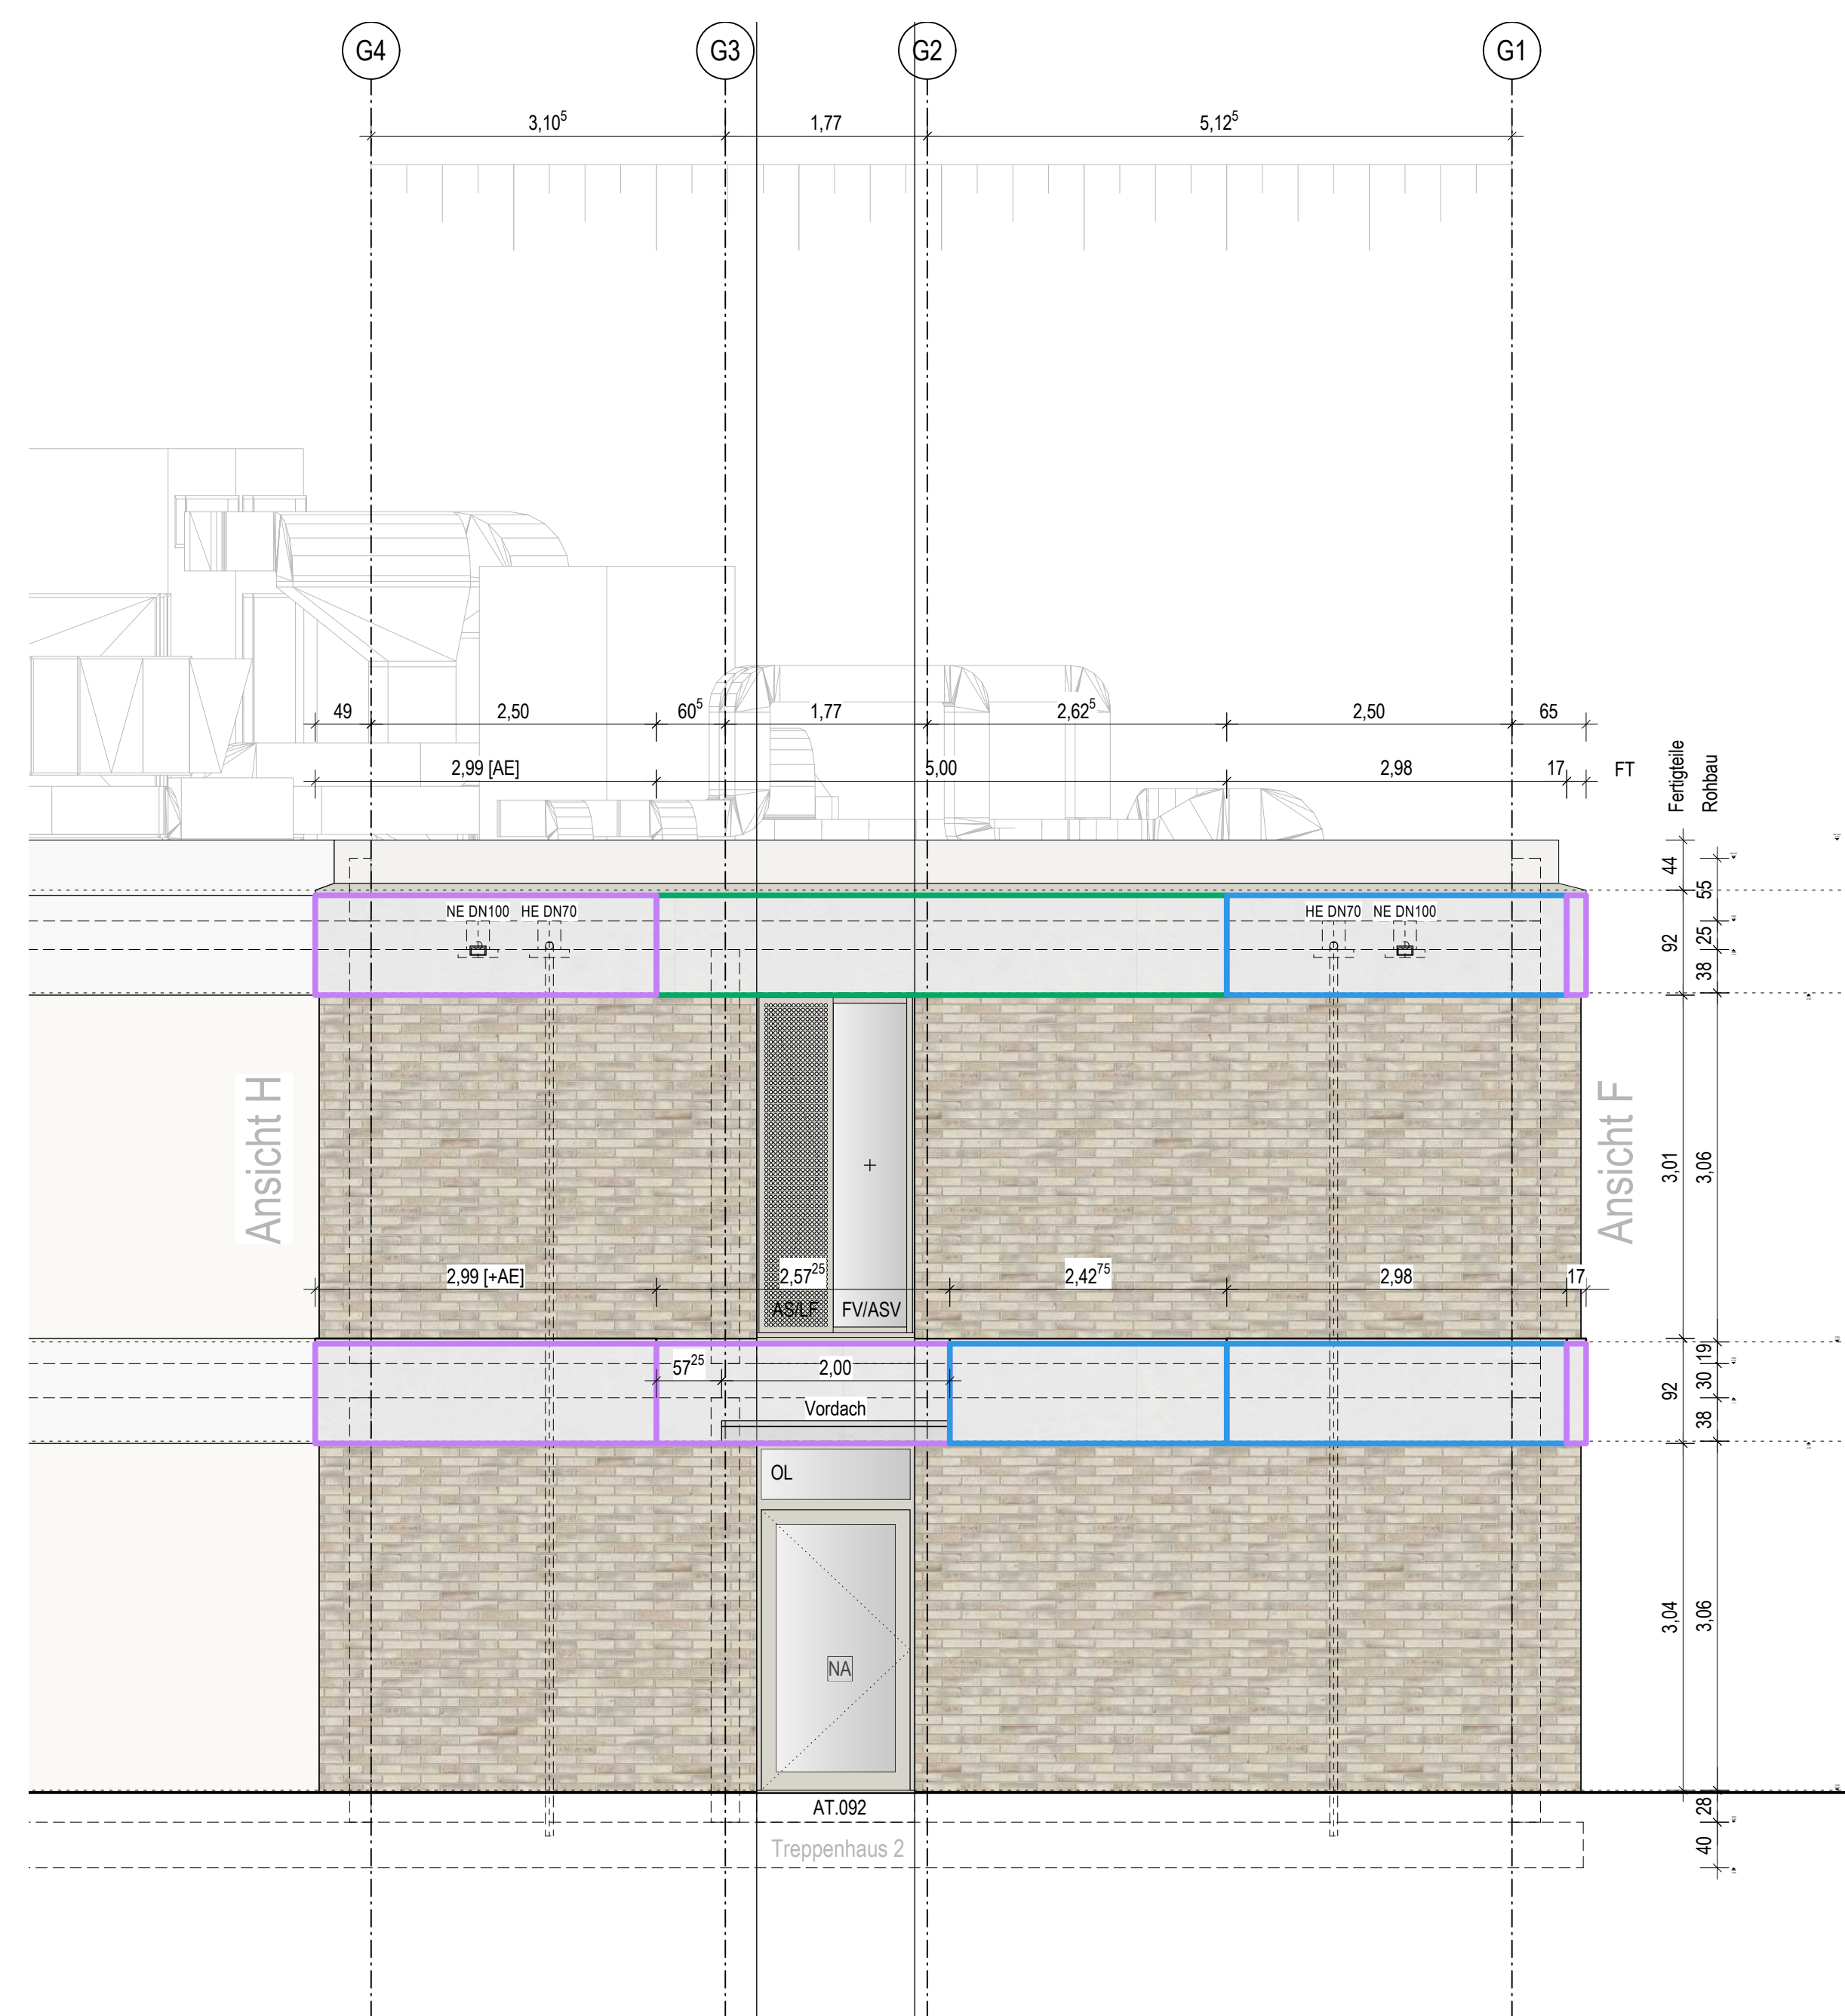 G4 G3 G2 G1
3,10⁵ 1,77 5,12⁵
49 2,50 60⁵ 1,77 2,62⁵ 2,50 65
2,99 [AE] 5,00 2,98 17 FT
Fertigteile
Rohbau
44
55
NE DN100 HE DN70 HE DN70 NE DN100
92
25
38
Ansicht H
Ansicht F
3,01
3,06
2,99 [+AE] 2,57²⁵ 2,42⁷⁵ 2,98 17
AS/LF FV/ASV
57²⁵ 2,00
Vordach
19
92
30
38
OL
NA
3,04
3,06
AT.092
28
Treppenhaus 2
40